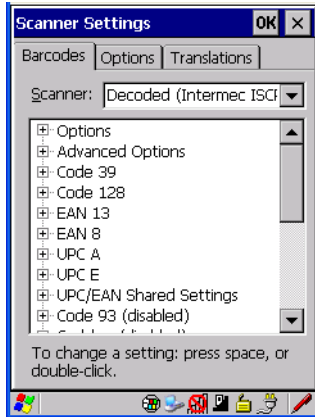 Scanner Settings OK ×
Barcodes Options Translations
Scanner: Decoded (Intermec ISCP
Options
Advanced Options
Code 39
Code 128
EAN 13
EAN 8
UPC A
UPC E
UPC/EAN Shared Settings
Code 93 (disabled)
To change a setting: press space, or
double-click.